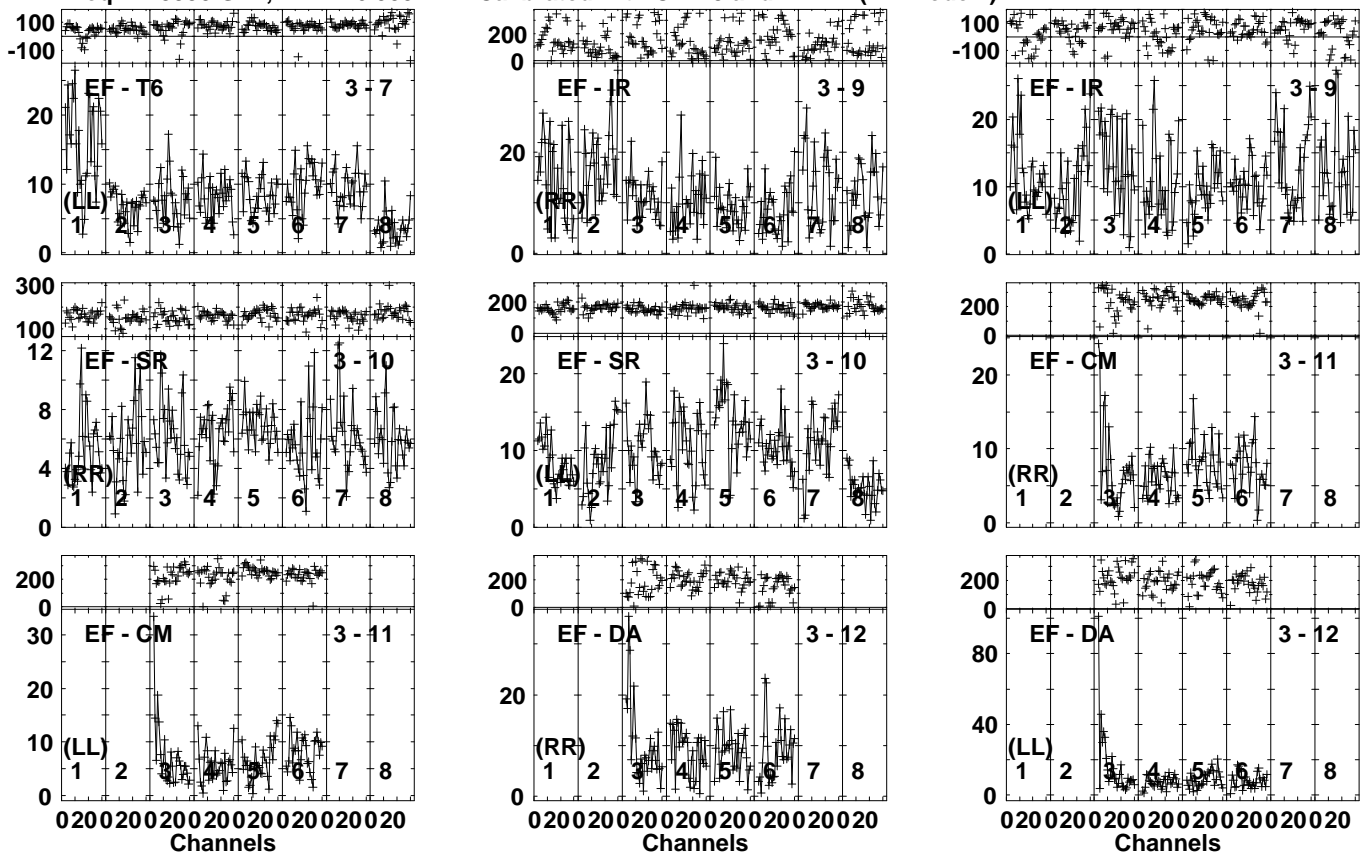 100
-100
EF - T6 3 - 7
20
10
0
(LL)
1 2 3 4 5 6 7 8
200
0
EF - IR 3 - 9
20
0
(RR)
1 2 3 4 5 6 7 8
100
-100
EF - IR 3 - 9
20
10
0
(LL)
1 2 3 4 5 6 7 8
300
100
EF - SR 3 - 10
12
8
4
0
(RR)
1 2 3 4 5 6 7 8
200
0
EF - SR 3 - 10
20
10
0
(LL)
1 2 3 4 5 6 7 8
200
0
EF - CM 3 - 11
20
10
0
(RR)
1 2 3 4 5 6 7 8
200
0
EF - CM 3 - 11
30
20
10
0
(LL)
1 2 3 4 5 6 7 8
020020020020020020020020
Channels
200
0
EF - DA 3 - 12
20
0
(RR)
1 2 3 4 5 6 7 8
020020020020020020020020
Channels
200
0
EF - DA 3 - 12
80
40
0
(LL)
1 2 3 4 5 6 7 8
020020020020020020020020
Channels